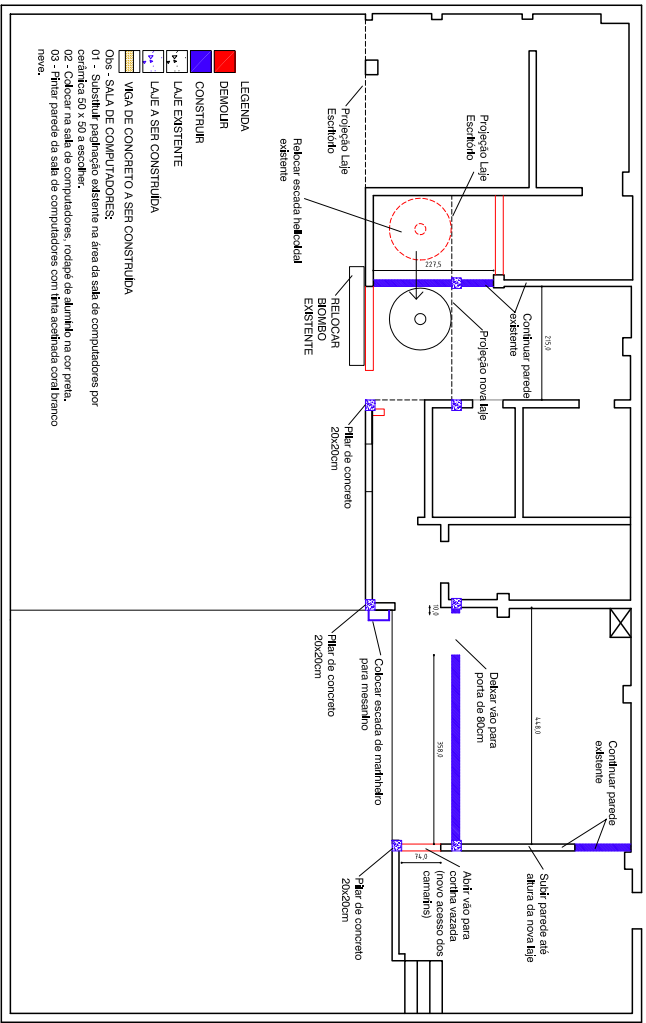 LEGENDA
DEMOLIR
CONSTRUIR
LAJE EXISTENTE
LAJE A SER CONSTRUÍDA
VIGA DE CONCRETO A SER CONSTRUÍDA
Obs - SALA DE COMPUTADORES:
01 - Substituir paginação existente na área da sala de computadores por
cerâmica 50 x 50 a escolher.
02 - Colocar na sala de computadores, rodapé de alumínio na cor preta.
03 - Pintar parede da sala de computadores com tinta acetinada coral branco
neve.
Projeção Laje
Escritório
Projeção Laje
Escritório
Relocar escada helicoidal
existente
227,5
RELOCAR
BIOMBO
EXISTENTE
Continuar parede
existente
215,0
Projeção nova laje
Pilar de concreto
20x20cm
Pilar de concreto
20x20cm
Colocar escada de marinheiro
para mesanino
10,0
Deixar vão para
porta de 80cm
358,0
448,0
Continuar parede
existente
Subir parede até
altura da nova laje
74,0
Abrir vão para
cortina vazada
(novo acesso dos
camarins)
Pilar de concreto
20x20cm